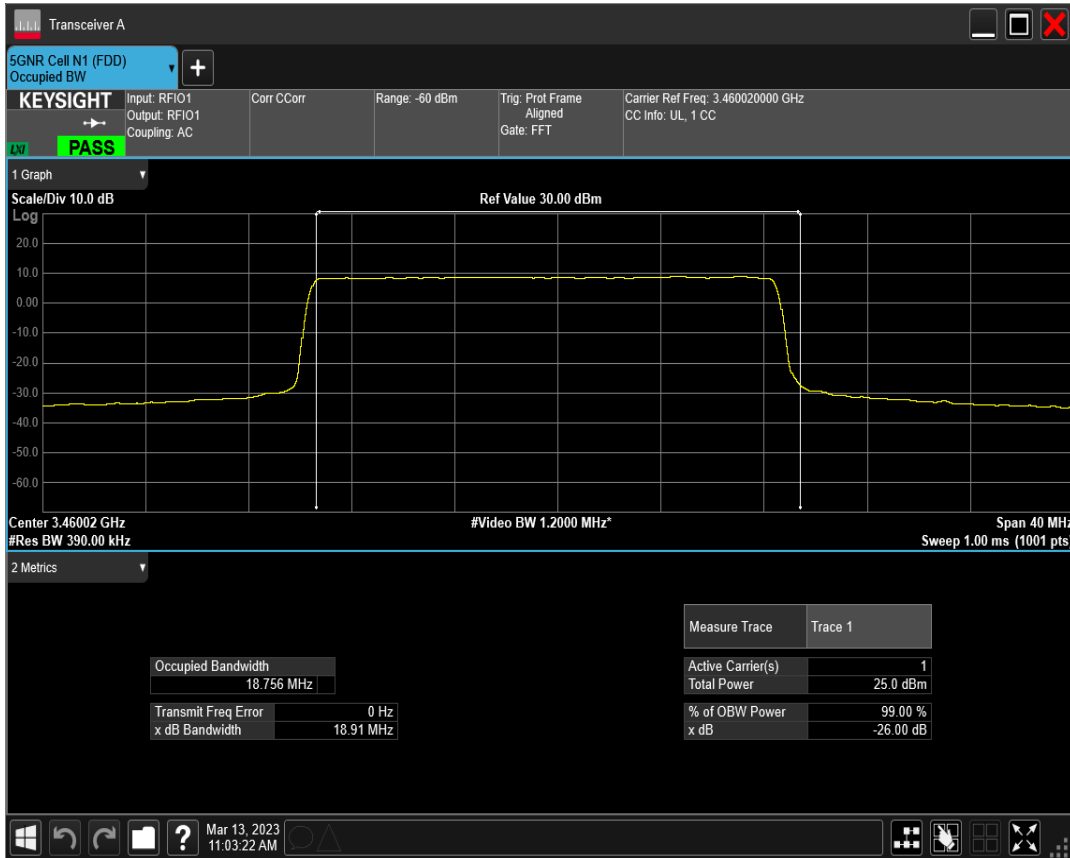 Transceiver A
5GNR Cell N1 (FDD)
Occupied BW
KEYSIGHT
LXI
PASS
Input: RFIO1
Output: RFIO1
Coupling: AC
Corr CCorr
Range: -60 dBm
Trig: Prot Frame
Aligned
Gate: FFT
Carrier Ref Freq: 3.460020000 GHz
CC Info: UL, 1 CC
1 Graph
Scale/Div 10.0 dB
Ref Value 30.00 dBm
Log
20.0
10.0
0.00
-10.0
-20.0
-30.0
-40.0
-50.0
-60.0
Center 3.46002 GHz
#Video BW 1.2000 MHz*
Span 40 MHz
#Res BW 390.00 kHz
Sweep 1.00 ms (1001 pts)
2 Metrics
Measure Trace
Trace 1
Occupied Bandwidth
18.756 MHz
Active Carrier(s)
1
Total Power
25.0 dBm
Transmit Freq Error
0 Hz
x dB Bandwidth
18.91 MHz
% of OBW Power
99.00 %
x dB
-26.00 dB
?
Mar 13, 2023
11:03:22 AM